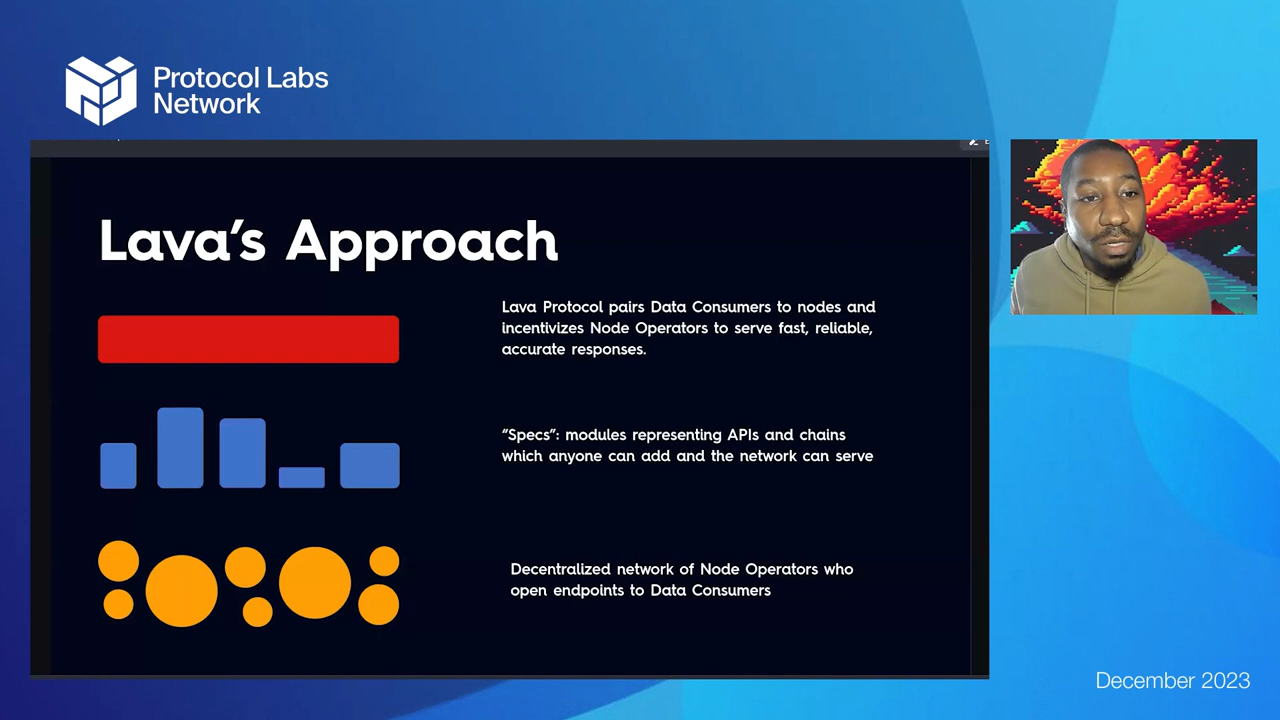 Protocol Labs
Network
Lava's Approach
Lava Protocol pairs Data Consumers to nodes and
incentivizes Node Operators to serve fast, reliable,
accurate responses.
“Specs”: modules representing APIs and chains
which anyone can add and the network can serve
Decentralized network of Node Operators who
open endpoints to Data Consumers
December 2023